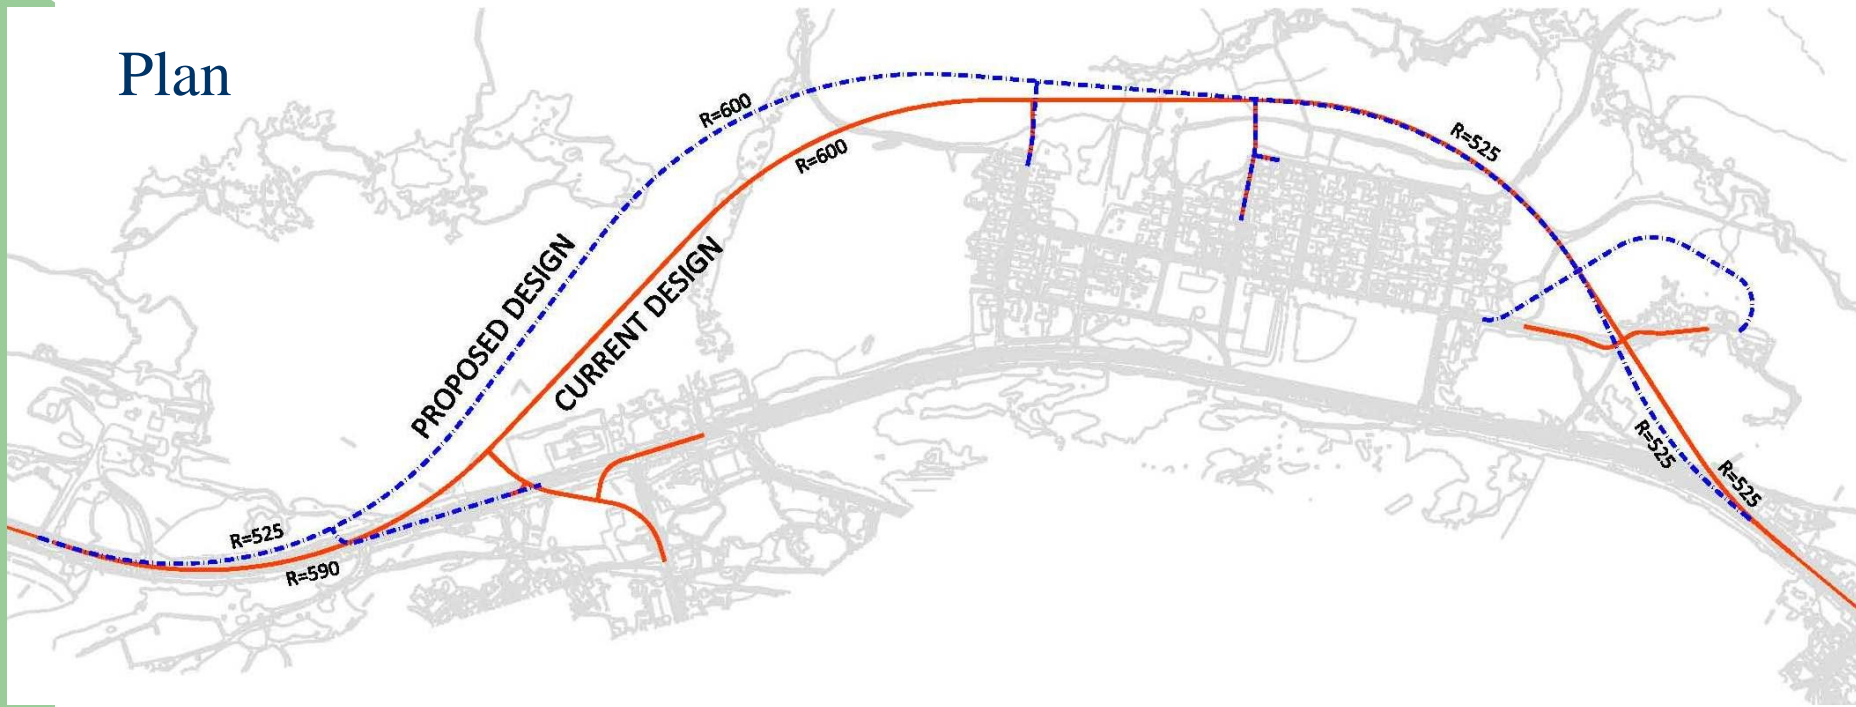 Plan
R=600
R=600
R=525
PROPOSED DESIGN
CURRENT DESIGN
R=525
R=525
R=525
R=590